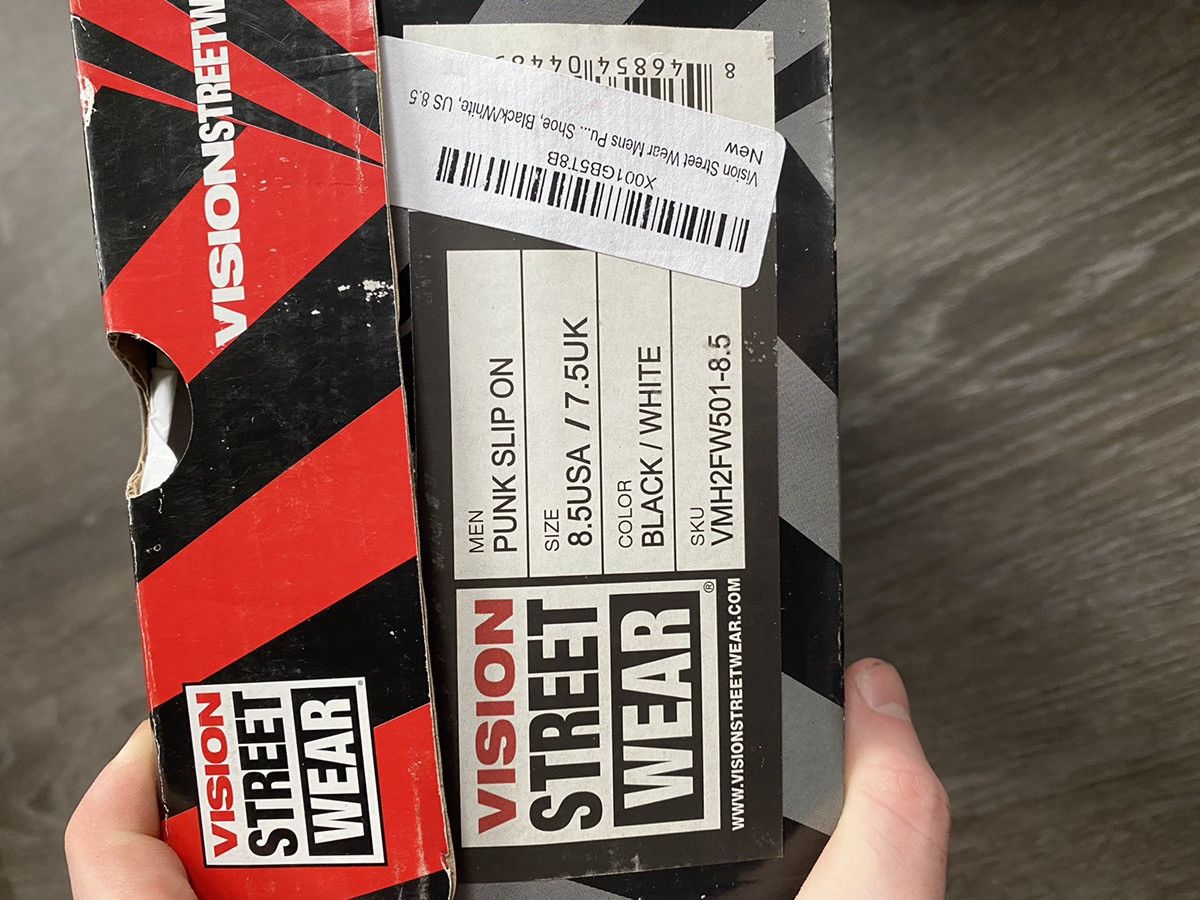 VISIONSTREETW
VISION
STREET
WEAR
®
X001GB5T8B
Vision Street Wear Mens Pu... Shoe, Black/White, US 8.5
New
MEN
PUNK SLIP ON
SIZE
8.5USA / 7.5UK
COLOR
BLACK / WHITE
SKU
VMH2FW501-8.5
VISION
STREET
WEAR
®
WWW.VISIONSTREETWEAR.COM